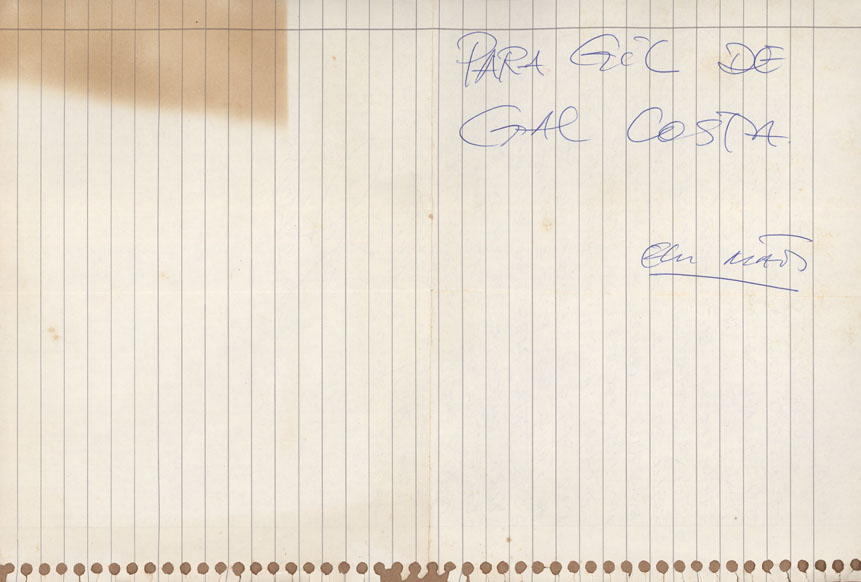 PARA GIL DE
GAL COSTA
em mãos